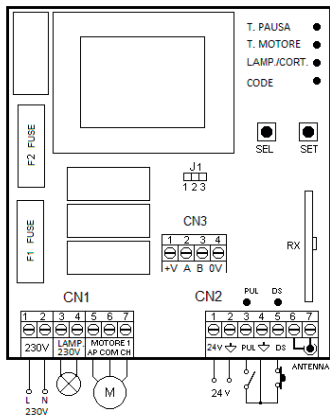 T. PAUSA
T. MOTORE
LAMP./CORT.
CODE
SEL SET
F2 FUSE
F1 FUSE
J1
1 2 3
CN3
1 2 3 4
+V A B 0V
RX
CN1
1 2 3 4 5 6 7
230V LAMP. 230V MOTORE 1
AP COM CH
L N
230V
M
CN2 PUL DS
1 2 3 4 5 6 7
24V PUL DS
ANTENNA
24 V